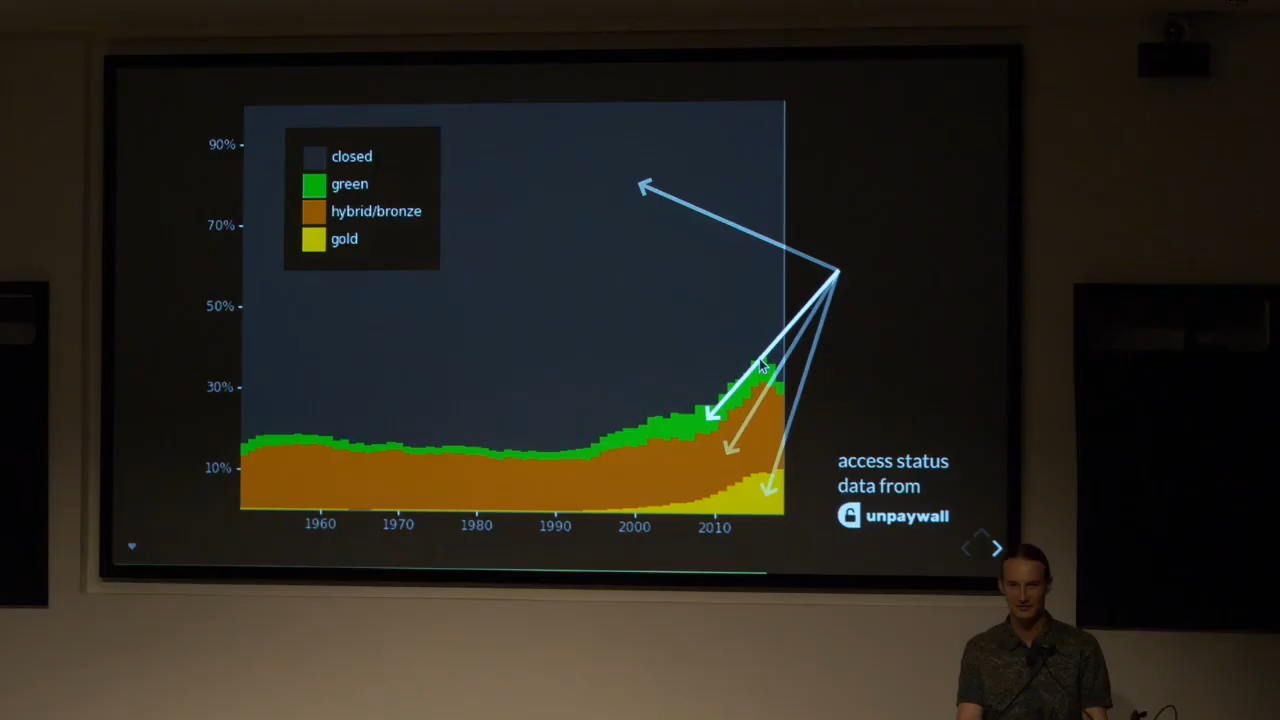 90%
70%
50%
30%
10%
closed
green
hybrid/bronze
gold
1960 1970 1980 1990 2000 2010
access status
data from
unpaywall